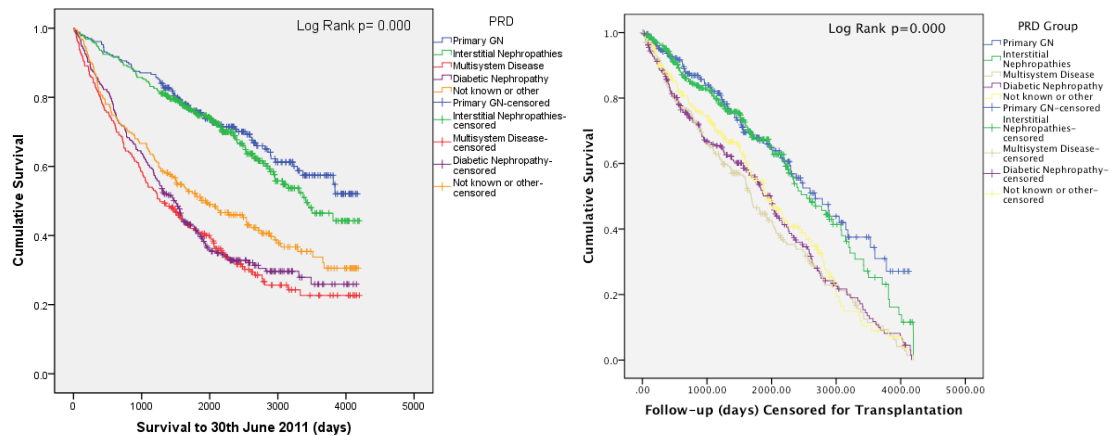 Log Rank p= 0.000
PRD
Primary GN
Interstitial Nephropathies
Multisystem Disease
Diabetic Nephropathy
Not known or other
Primary GN-censored
Interstitial Nephropathies-
censored
Multisystem Disease-
censored
Diabetic Nephropathy-
censored
Not known or other-
censored
Cumulative Survival
1.0
0.8
0.6
0.4
0.2
0.0
0
1000
2000
3000
4000
5000
Survival to 30th June 2011 (days)
Log Rank p=0.000
PRD Group
Primary GN
Interstitial
Nephropathies
Multisystem Disease
Diabetic Nephropathy
Not known or other
Primary GN-censored
Interstitial
Nephropathies-
censored
Multisystem Disease-
censored
Diabetic Nephropathy-
censored
Not known or other-
censored
Cumulative Survival
1.0
0.8
0.6
0.4
0.2
0.0
.00
1000.00
2000.00
3000.00
4000.00
5000.00
Follow-up (days) Censored for Transplantation